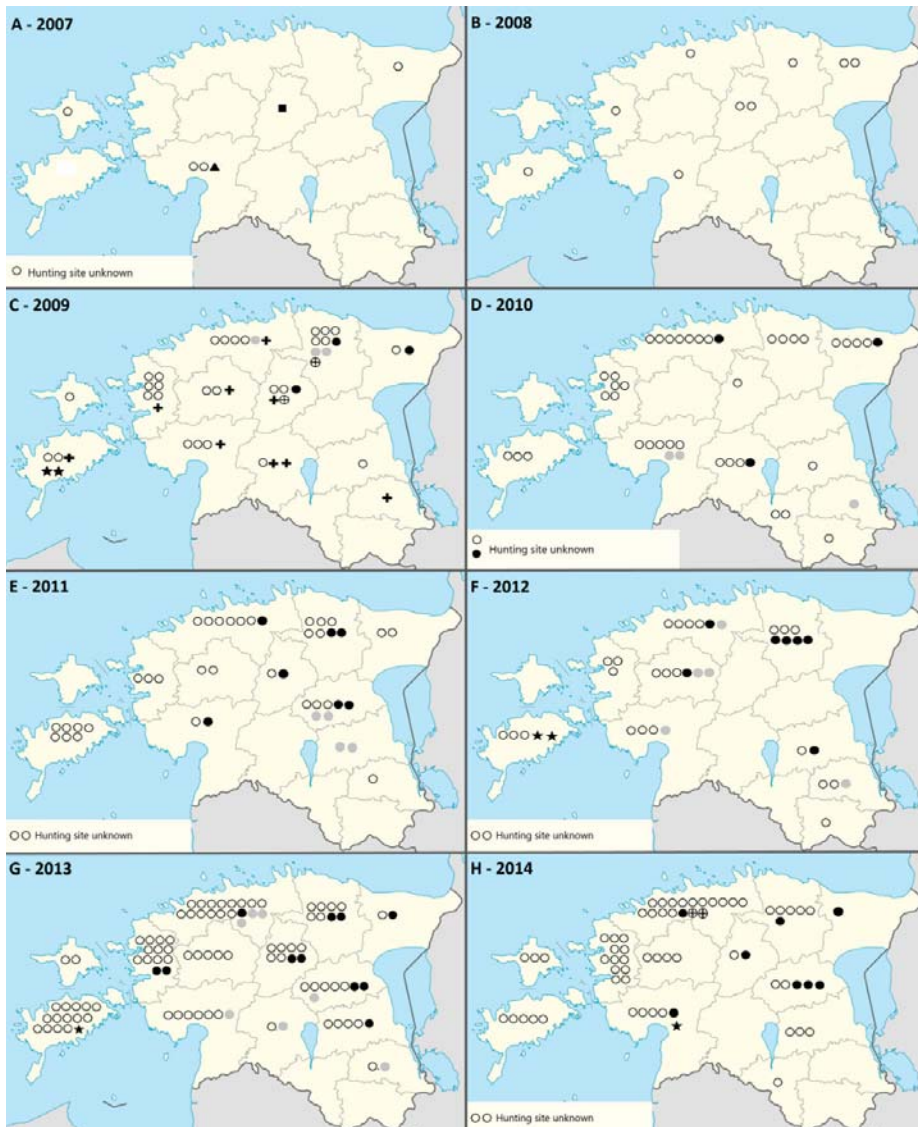 A - 2007
B - 2008
Hunting site unknown
C - 2009
D - 2010
Hunting site unknown
E - 2011
F - 2012
Hunting site unknown
Hunting site unknown
G - 2013
H - 2014
Hunting site unknown